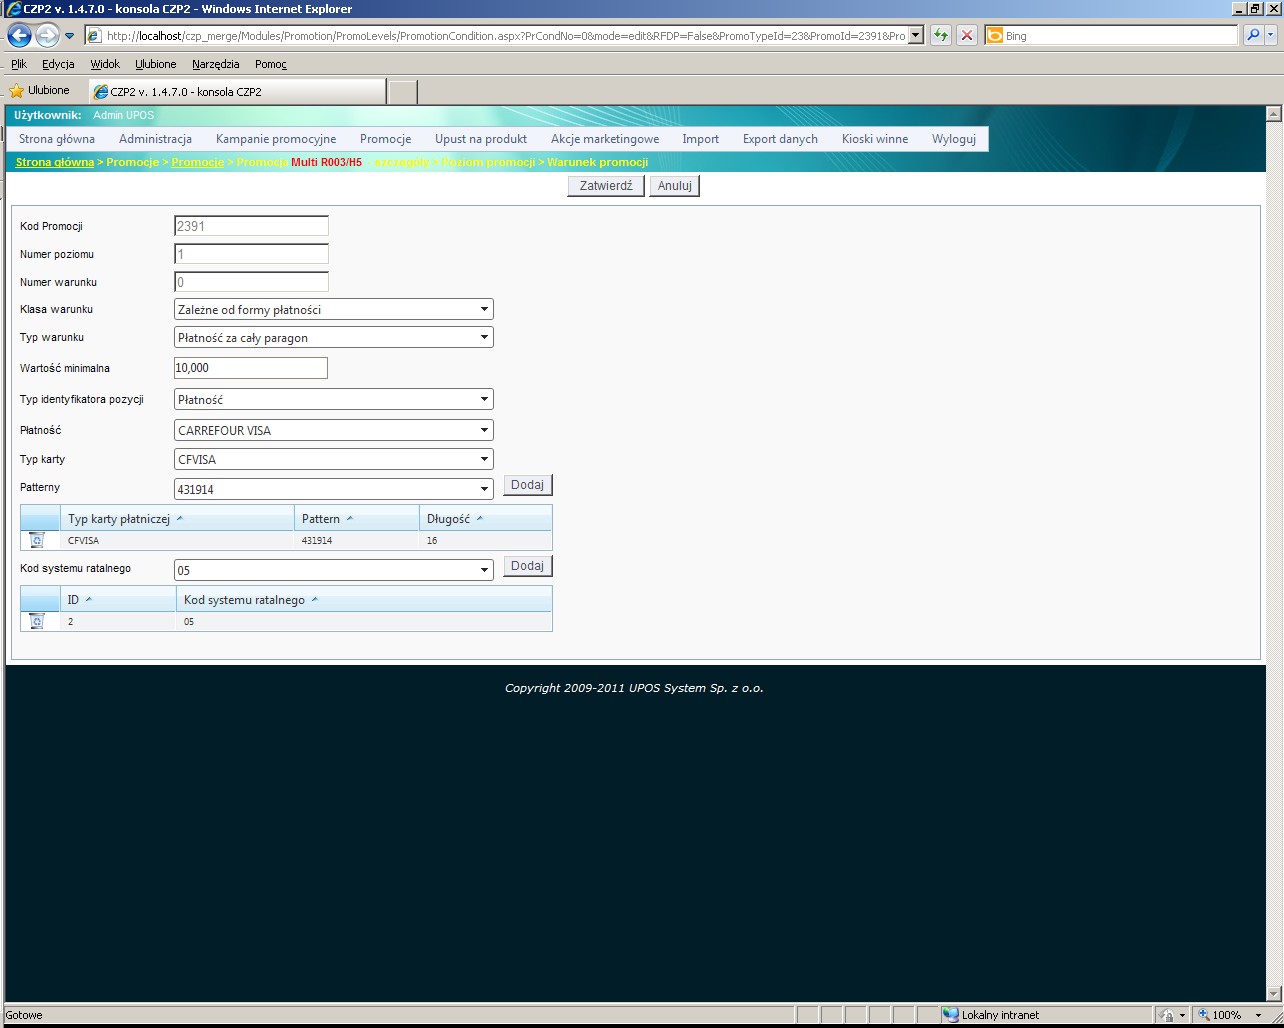 CZP2 v. 1.4.7.0 - konsola CZP2 - Windows Internet Explorer
http://localhost/czp_merge/Modules/Promotion/PromoLevels/PromotionCondition.aspx?PrCondNo=0&mode=edit&RFDP=False&PromoTypeId=23&PromoId=2391&Pro
Bing
Plik Edycja Widok Ulubione Narzędzia Pomoc
Ulubione CZP2 v. 1.4.7.0 - konsola CZP2
Użytkownik: Admin UPOS
Strona główna Administracja Kampanie promocyjne Promocje Upust na produkt Akcje marketingowe Import Export danych Kioski winne Wyloguj
Strona główna > Promocje > Promocje > Promocja Multi R003/H5 - szczegóły > Poziom promocji > Warunek promocji
Zatwierdź Anuluj
Kod Promocji 2391
Numer poziomu 1
Numer warunku 0
Klasa warunku Zależne od formy płatności
Typ warunku Płatność za cały paragon
Wartość minimalna 10,000
Typ identyfikatora pozycji Płatność
Płatność CARREFOUR VISA
Typ karty CFVISA
Patterny 431914 Dodaj
Typ karty płatniczej Pattern Długość
CFVISA 431914 16
Kod systemu ratalnego 05 Dodaj
ID Kod systemu ratalnego
2 05
Copyright 2009-2011 UPOS System Sp. z o.o.
Gotowe Lokalny intranet 100%